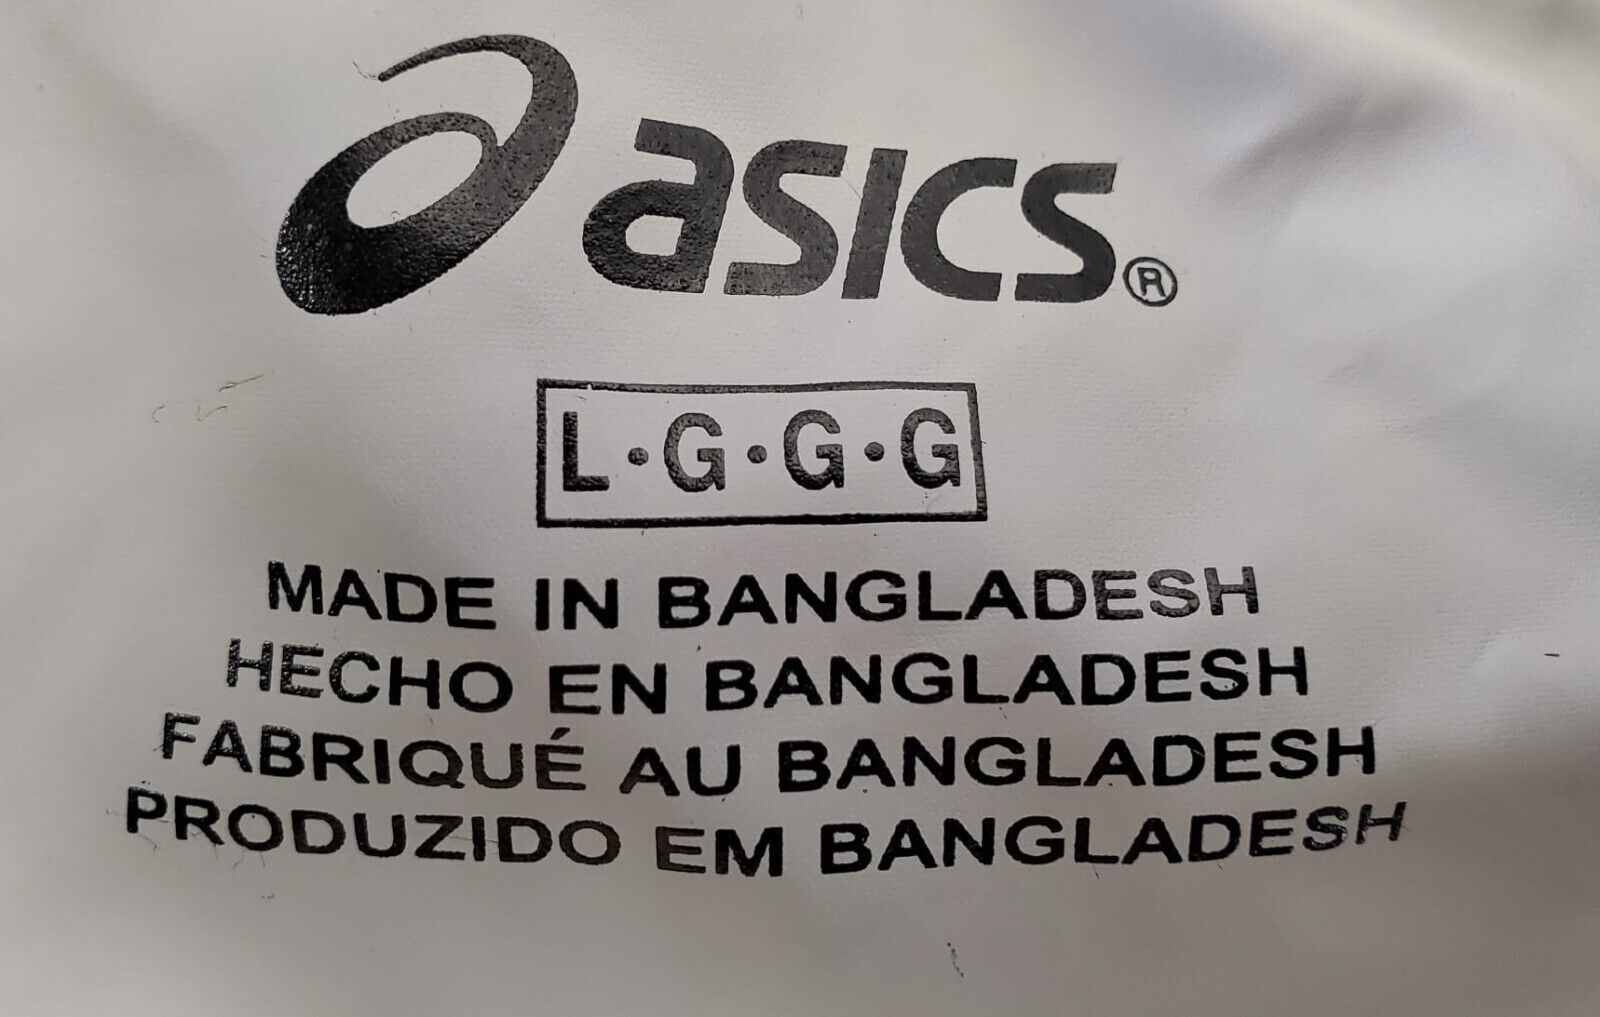 asics®
L·G·G·G
MADE IN BANGLADESH
HECHO EN BANGLADESH
FABRIQUÉ AU BANGLADESH
PRODUZIDO EM BANGLADESH